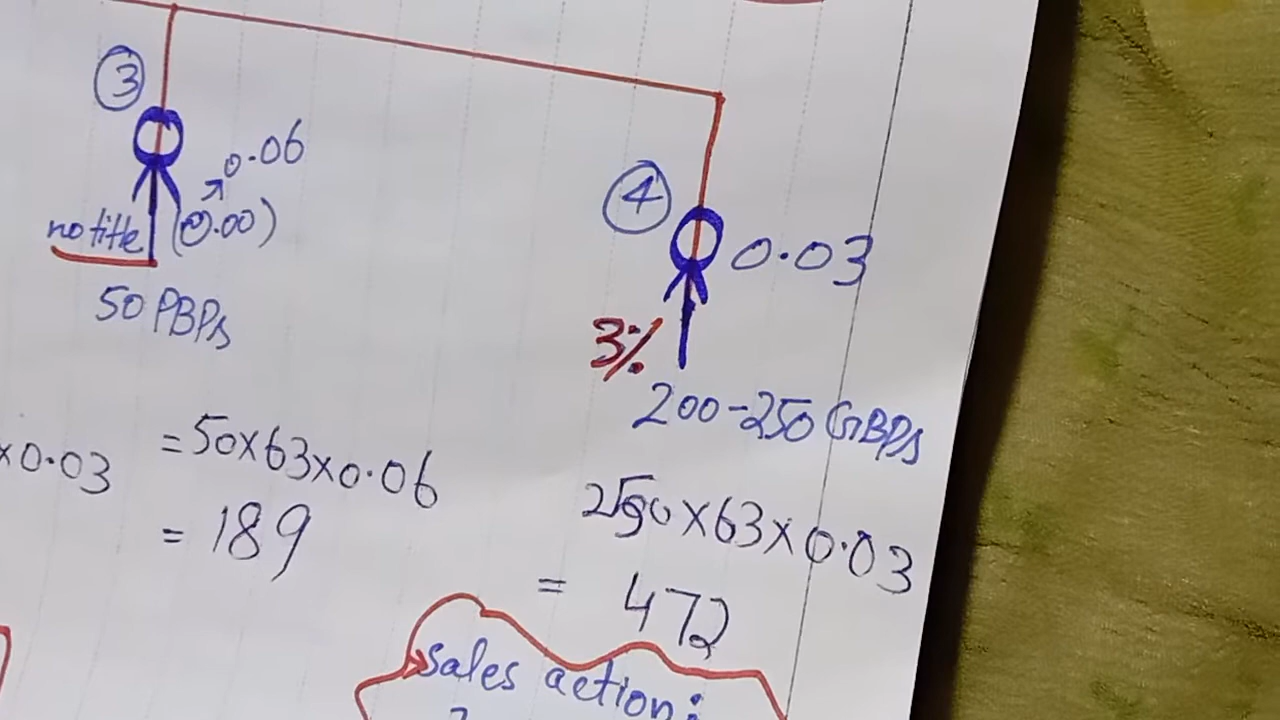 3
0.06
(0.00)
no title
50 PBPs
×0.03
=50×63×0.06
= 189
4
0.03
3%
200-250 GBPs
250×63×0.03
= 472
Sales action: